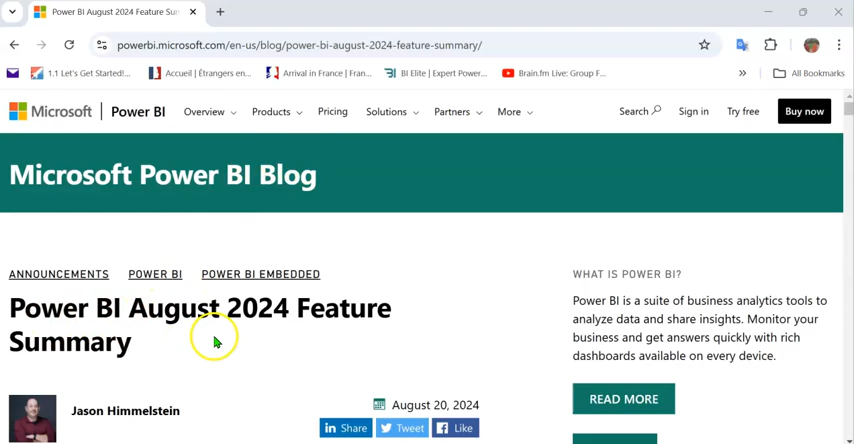 Power BI August 2024 Feature Sum
powerbi.microsoft.com/en-us/blog/power-bi-august-2024-feature-summary/
1.1 Let's Get Started!...
Accueil | Étrangers en...
Arrival in France | Fran...
BI Elite | Expert Power...
Brain.fm Live: Group F...
All Bookmarks
Microsoft
Power BI
Overview
Products
Pricing
Solutions
Partners
More
Search
Sign in
Try free
Buy now
Microsoft Power BI Blog
ANNOUNCEMENTS
POWER BI
POWER BI EMBEDDED
Power BI August 2024 Feature
Summary
Jason Himmelstein
August 20, 2024
in Share
Tweet
Like
WHAT IS POWER BI?
Power BI is a suite of business analytics tools to
analyze data and share insights. Monitor your
business and get answers quickly with rich
dashboards available on every device.
READ MORE